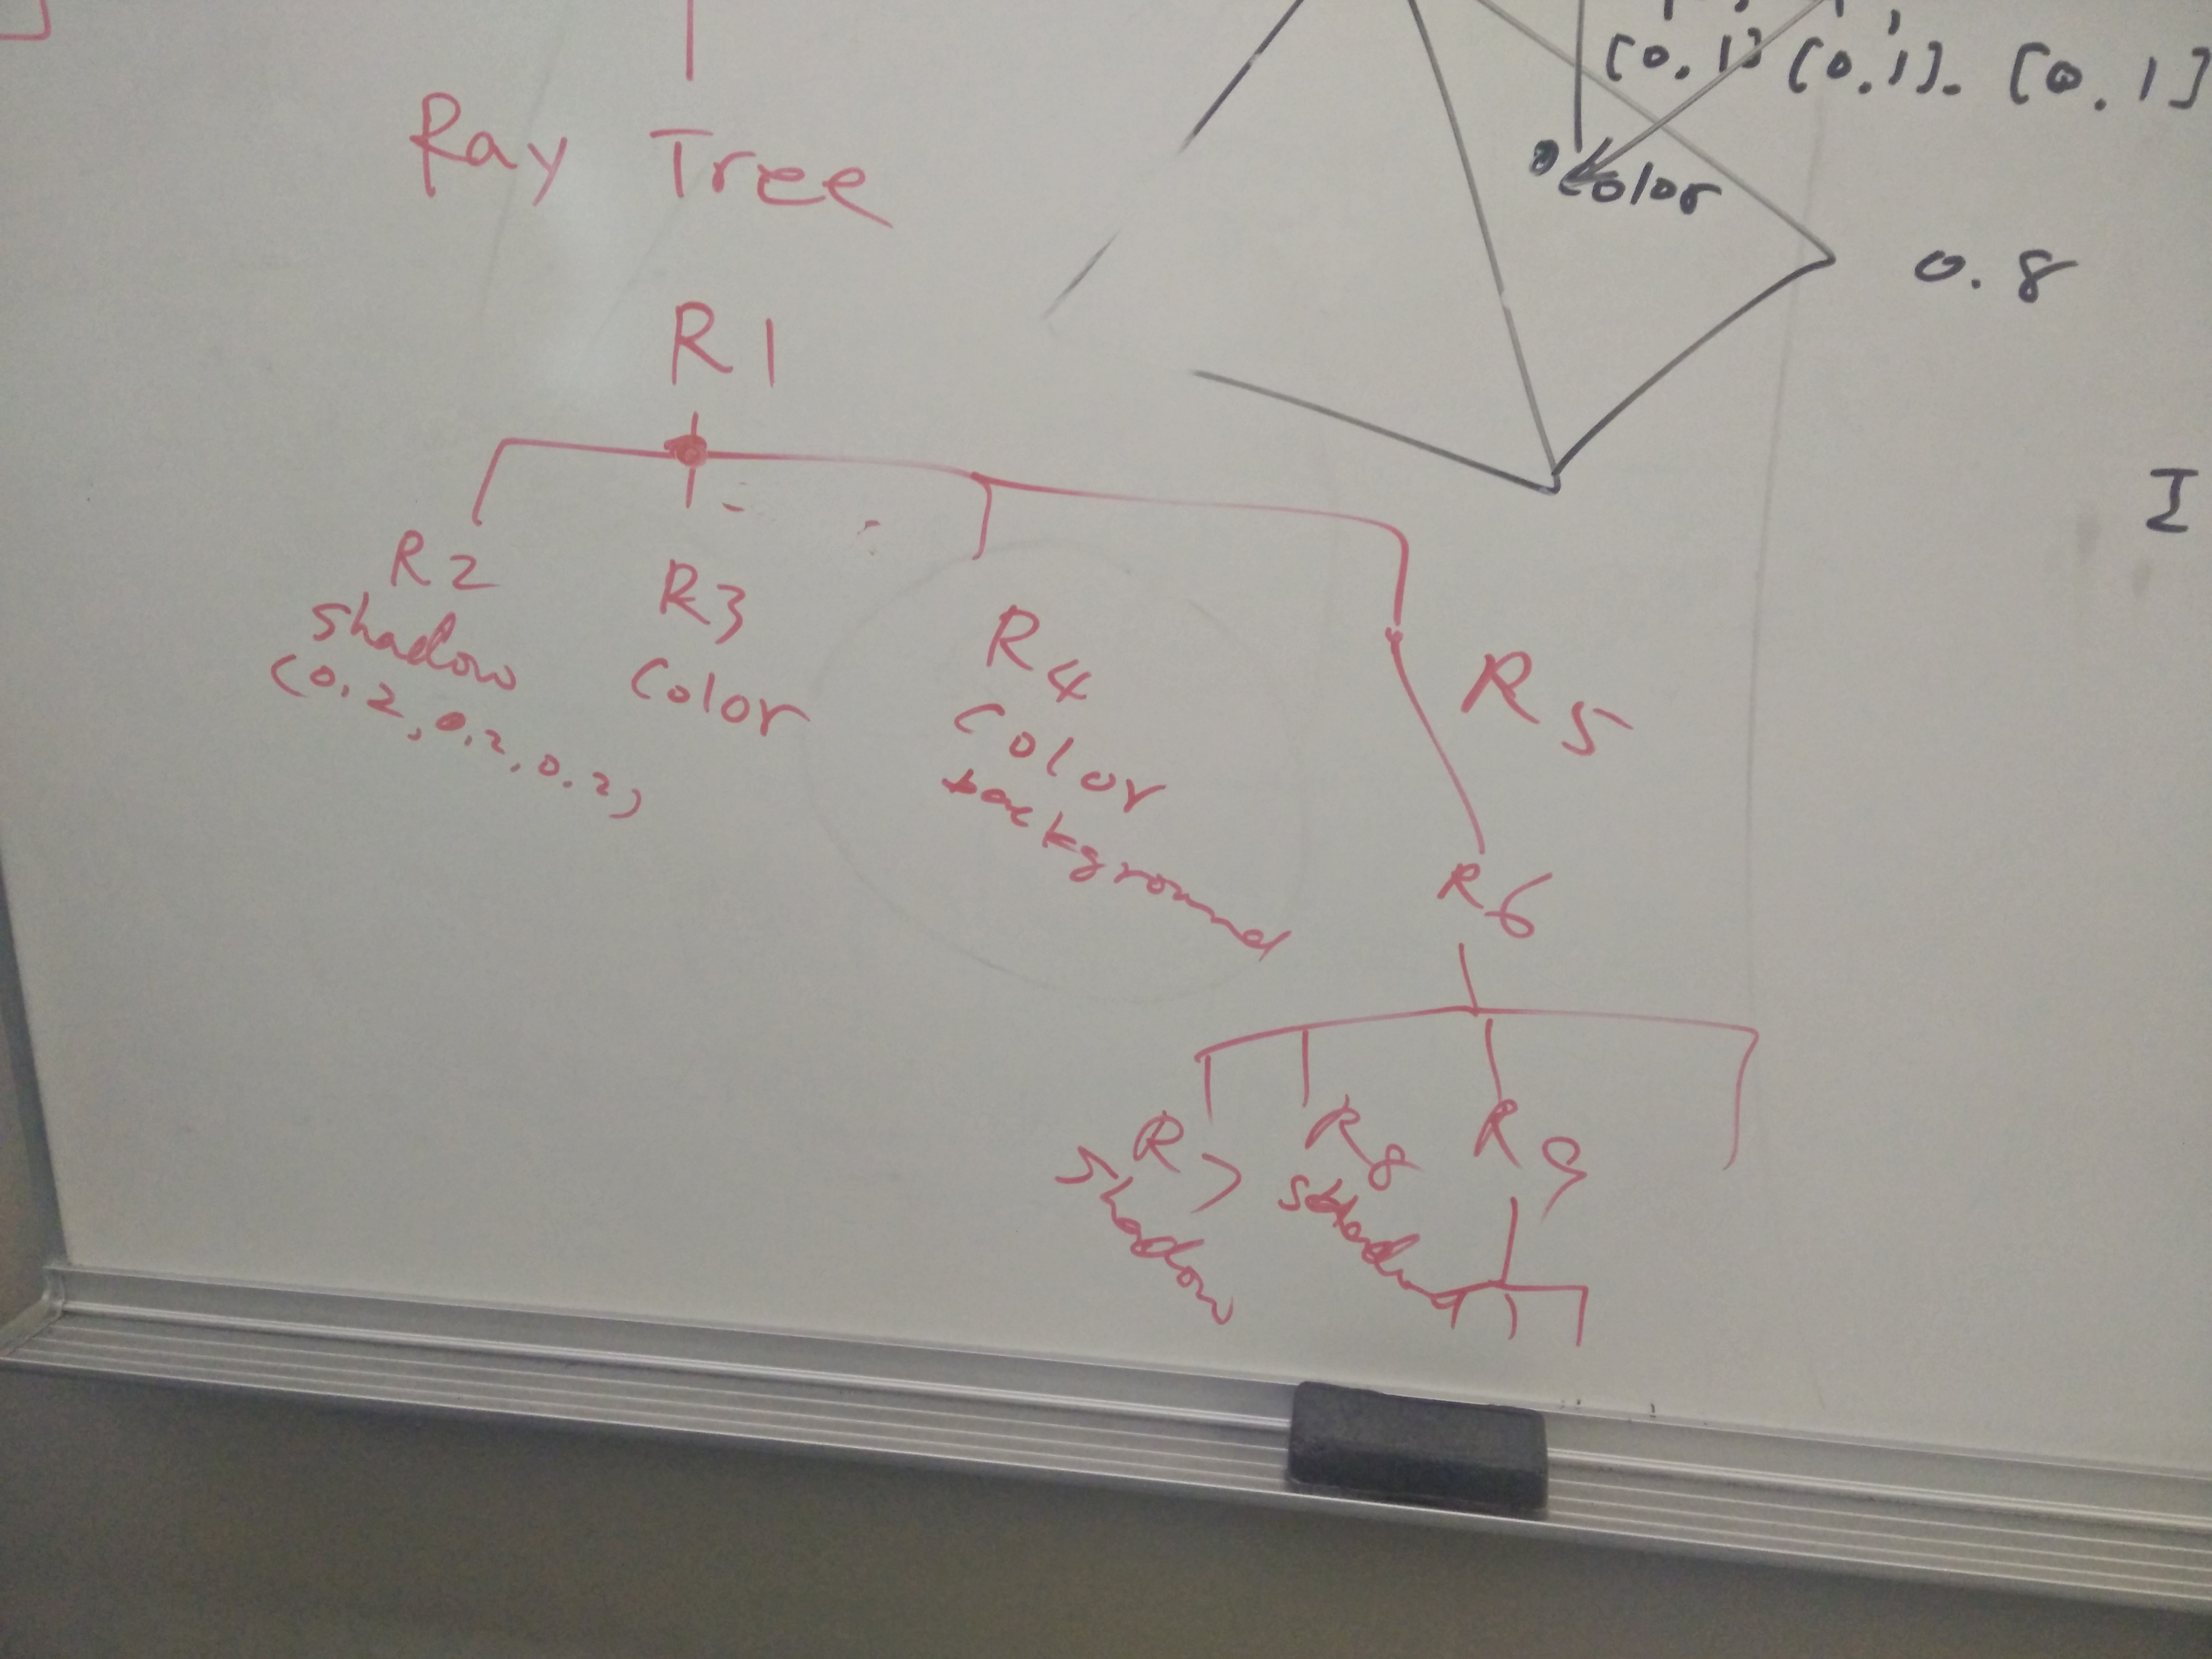 [0,1] [0,1]. [0,1]
Color
0.8
I
Ray Tree
R1
R2
shadow
(0.2,0.2,0.2)
R3
Color
R4
Color
background
R5
R6
R7
shadow
R8
shadow
R9